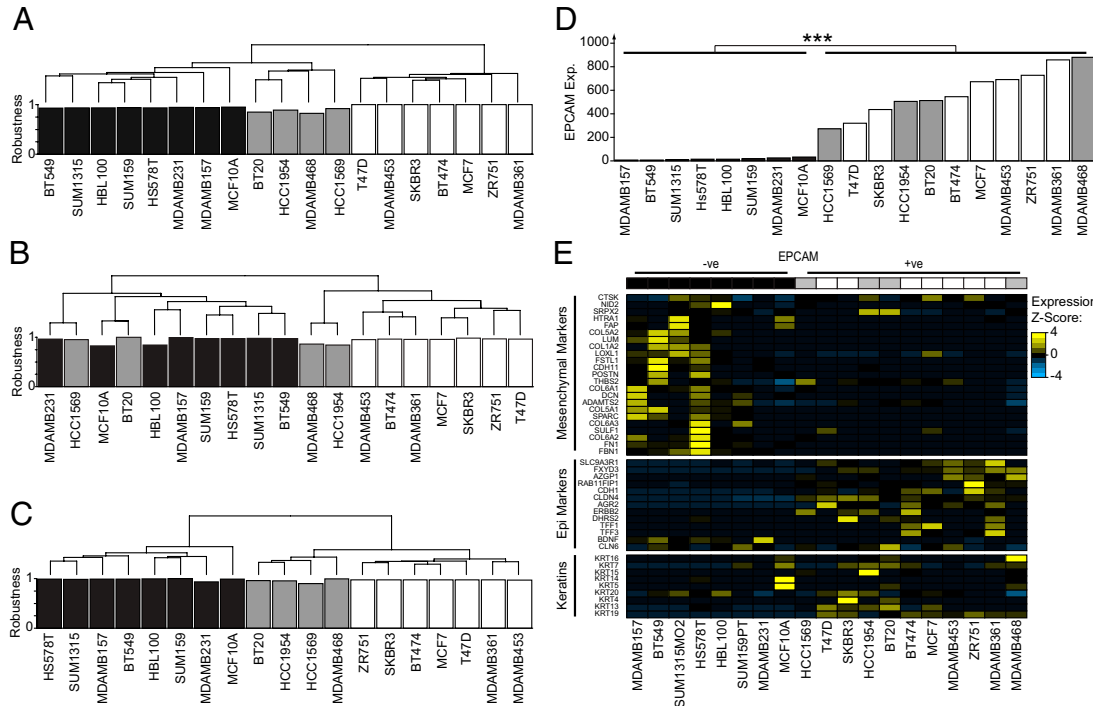 A
Robustness
1
0
BT549
SUM1315
HBL100
SUM159
HS578T
MDAMB231
MDAMB157
MCF10A
BT20
HCC1954
MDAMB468
HCC1569
T47D
MDAMB453
SKBR3
BT474
MCF7
ZR751
MDAMB361
B
Robustness
1
0
MDAMB231
HCC1569
MCF10A
BT20
HBL100
MDAMB157
SUM159
HS578T
SUM1315
BT549
MDAMB468
HCC1954
MDAMB453
BT474
MDAMB361
MCF7
SKBR3
ZR751
T47D
C
Robustness
1
0
HS578T
SUM1315
MDAMB157
BT549
HBL100
SUM159
MDAMB231
MCF10A
BT20
HCC1954
HCC1569
MDAMB468
ZR751
SKBR3
BT474
MCF7
T47D
MDAMB361
MDAMB453
D
***
EPCAM Exp.
800
600
400
200
0
MDAMB157
BT549
SUM1315
Hs578T
HBL100
SUM159
MDAMB231
MCF10A
HCC1569
T47D
SKBR3
HCC1954
BT20
BT474
MCF7
MDAMB453
ZR751
MDAMB361
MDAMB468
E
EPCAM
-ve
+ve
Mesenchymal Markers
CTSK
NID2
SRPX2
HTRA1
FAP
COL5A2
LUM
COL1A2
LOXL1
FSTL1
CDH11
POSTN
THBS2
COL6A1
DCN
ADAMTS2
COL5A1
SPARC
COL6A3
SULF1
COL6A2
FN1
FBN1
Epi Markers
SLC9A3R1
FXYD3
AZGP1
RAB11FIP1
CDH1
CLDN4
AGR2
ERBB2
DHRS2
TFF1
TFF3
BDNF
CLN6
Keratins
KRT16
KRT7
KRT15
KRT14
KRT5
KRT20
KRT4
KRT13
KRT19
MDAMB157
BT549
SUM1315MO2
HS578T
HBL100
SUM159PT
MDAMB231
MCF10A
HCC1569
T47D
SKBR3
HCC1954
BT20
BT474
MCF7
MDAMB453
ZR751
MDAMB361
MDAMB468
Expression
Z-Score:
4
0
-4